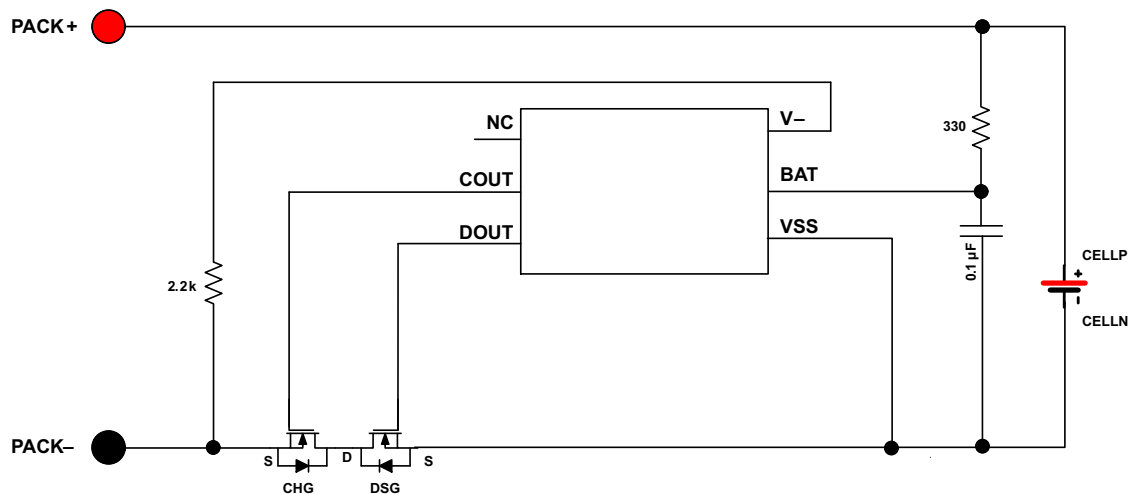 PACK+
NC
COUT
DOUT
V–
BAT
VSS
330
0.1 µF
CELLP
+
-
CELLN
2.2k
PACK–
S
D
S
CHG
DSG